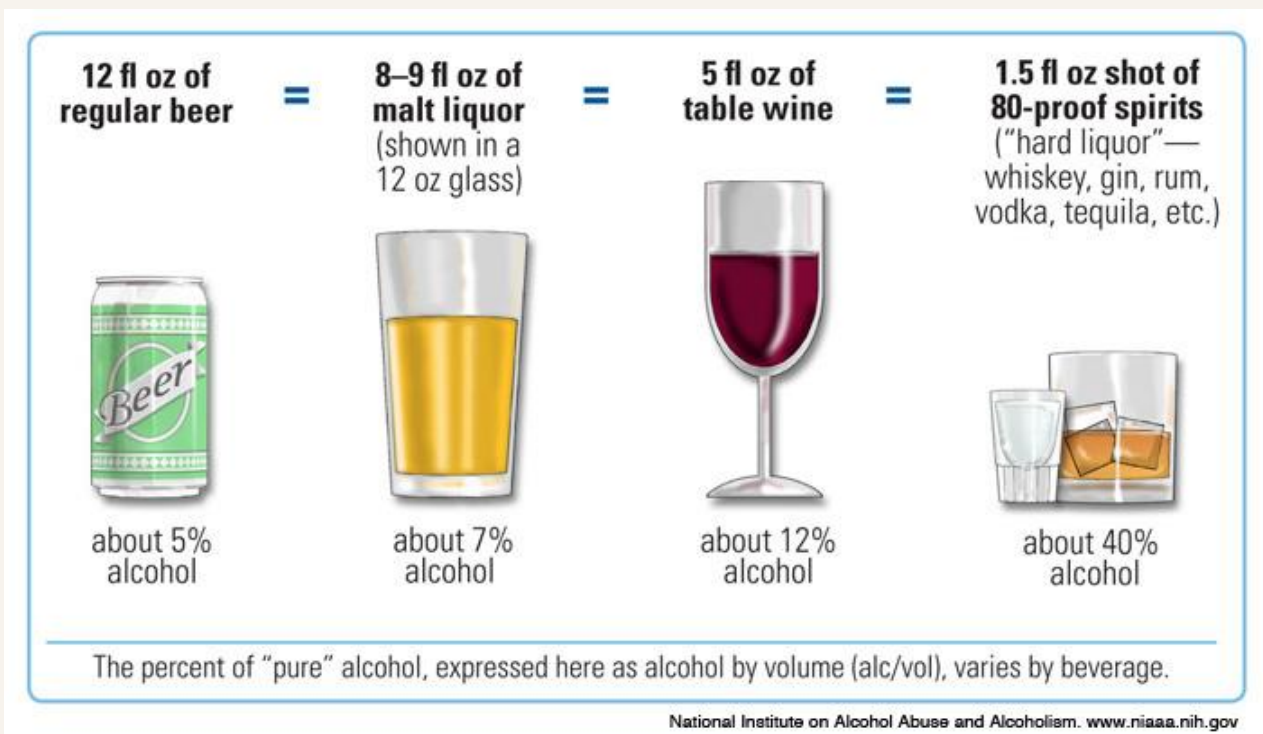 12 fl oz of
regular beer
=
8–9 fl oz of
malt liquor
(shown in a
12 oz glass)
=
5 fl oz of
table wine
=
1.5 fl oz shot of
80-proof spirits
(“hard liquor”—
whiskey, gin, rum,
vodka, tequila, etc.)
Beer
about 5%
alcohol
about 7%
alcohol
about 12%
alcohol
about 40%
alcohol
The percent of “pure” alcohol, expressed here as alcohol by volume (alc/vol), varies by beverage.
National Institute on Alcohol Abuse and Alcoholism. www.niaaa.nih.gov